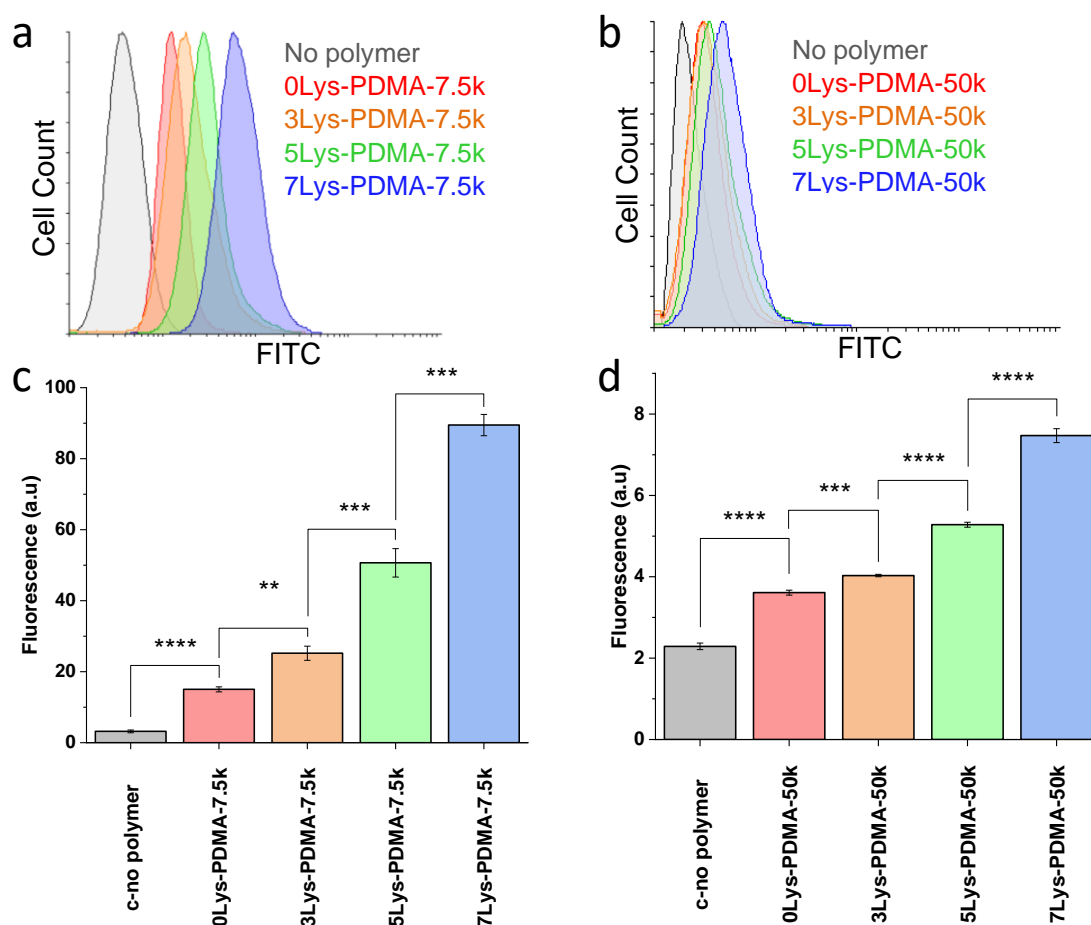 a
No polymer
0Lys-PDMA-7.5k
3Lys-PDMA-7.5k
5Lys-PDMA-7.5k
7Lys-PDMA-7.5k
Cell Count
FITC
b
No polymer
0Lys-PDMA-50k
3Lys-PDMA-50k
5Lys-PDMA-50k
7Lys-PDMA-50k
Cell Count
FITC
c
Fluorescence (a.u)
100
80
60
40
20
0
****
**
***
***
c-no polymer
0Lys-PDMA-7.5k
3Lys-PDMA-7.5k
5Lys-PDMA-7.5k
7Lys-PDMA-7.5k
d
Fluorescence (a.u)
8
6
4
2
0
****
***
****
****
c-no polymer
0Lys-PDMA-50k
3Lys-PDMA-50k
5Lys-PDMA-50k
7Lys-PDMA-50k